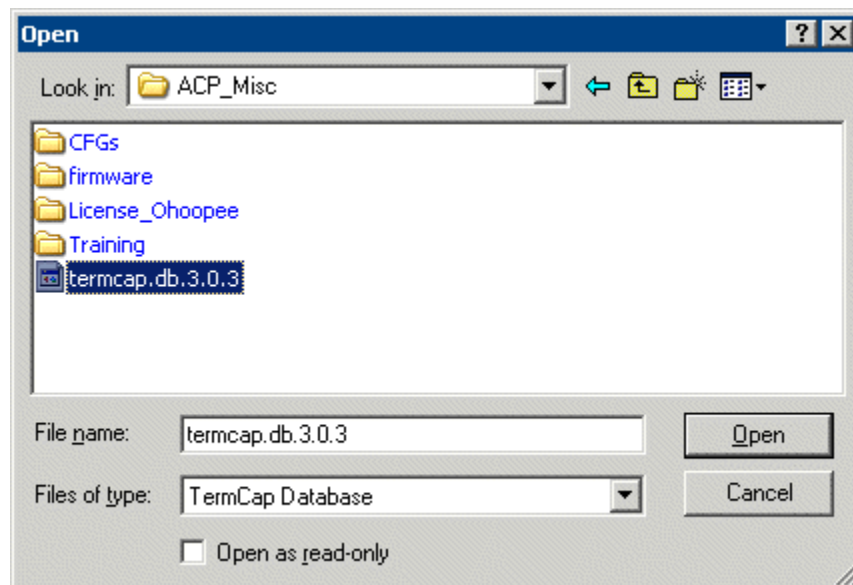 Open
Look in: ACP_Misc
CFGs
firmware
License_Ohoopee
Training
termcap.db.3.0.3
File name: termcap.db.3.0.3 Open
Files of type: TermCap Database Cancel
Open as read-only